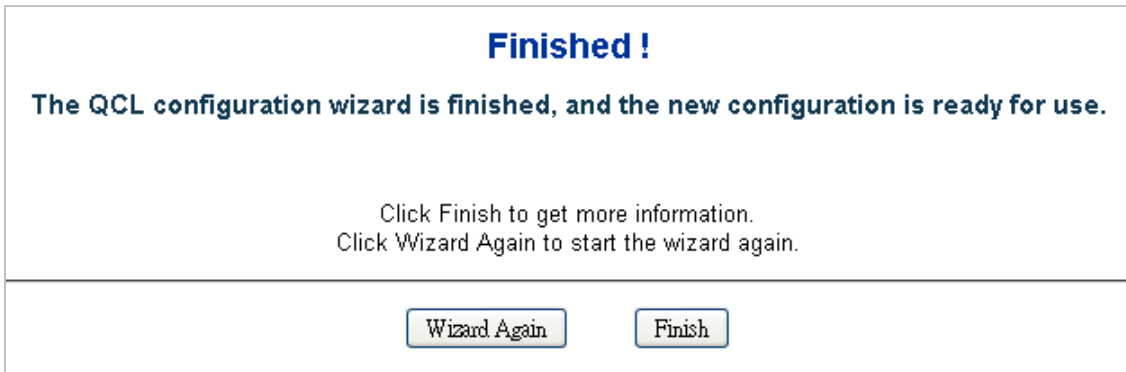 Finished !
The QCL configuration wizard is finished, and the new configuration is ready for use.
Click Finish to get more information.
Click Wizard Again to start the wizard again.
Wizard Again Finish